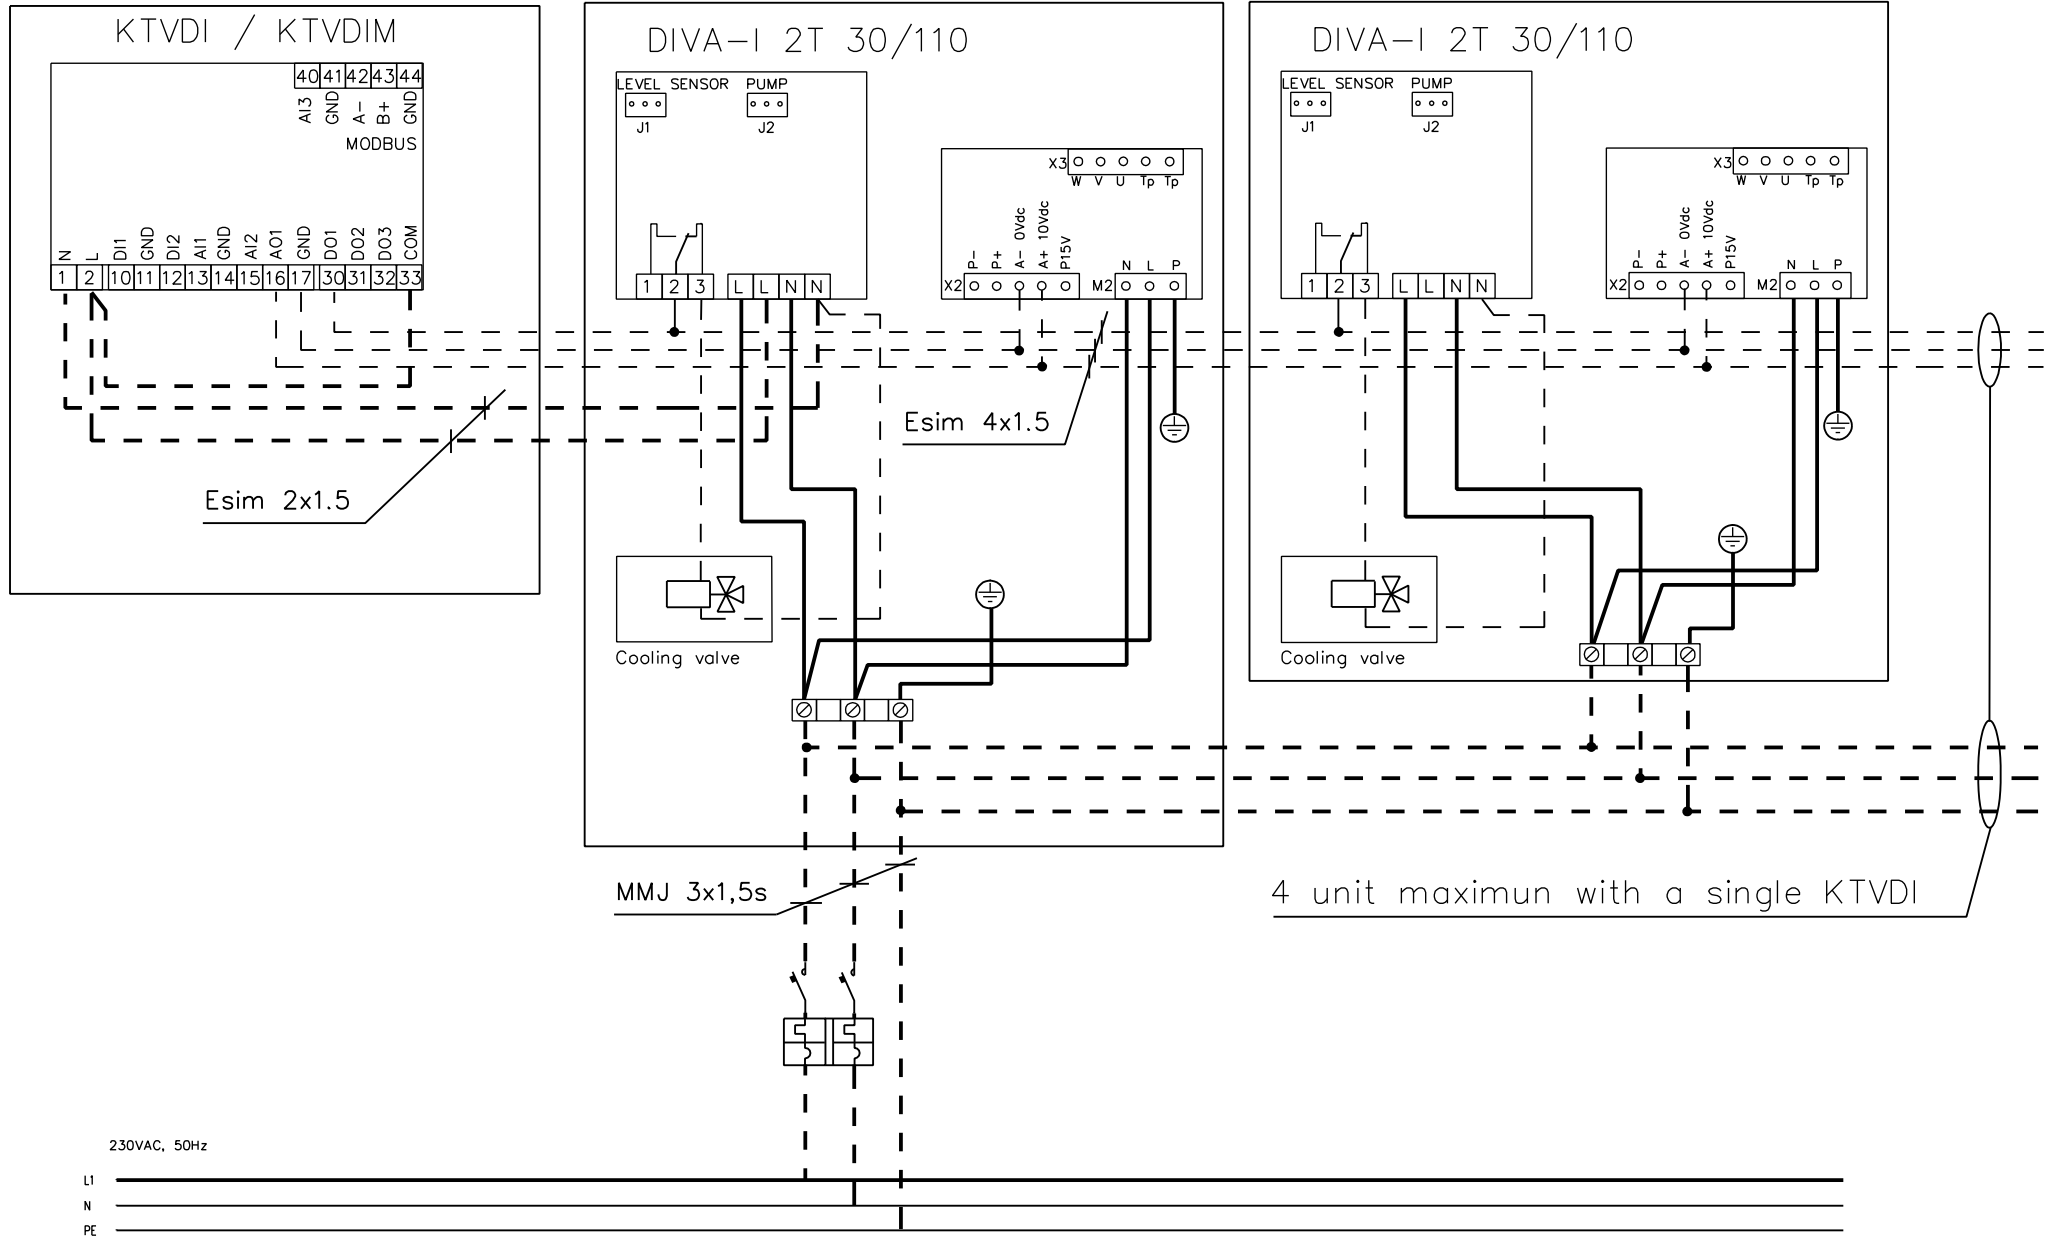 KTVDI / KTVDIM
40 41 42 43 44
AI3 GND A- B+ GND
MODBUS
N L DI1 GND DI2 AI1 GND AI2 AO1 GND DO1 DO2 DO3 COM
1 2 10 11 12 13 14 15 16 17 30 31 32 33
Esim 2x1.5
DIVA-I 2T 30/110
LEVEL SENSOR PUMP
J1 J2
X3
W V U Tp Tp
P- P+ A- 0Vdc A+ 10Vdc P15V
N L P
1 2 3 L L N N
X2 M2
Esim 4x1.5
Cooling valve
DIVA-I 2T 30/110
LEVEL SENSOR PUMP
J1 J2
X3
W V U Tp Tp
P- P+ A- 0Vdc A+ 10Vdc P15V
N L P
1 2 3 L L N N
X2 M2
Cooling valve
MMJ 3x1,5s
4 unit maximun with a single KTVDI
230VAC, 50Hz
L1
N
PE